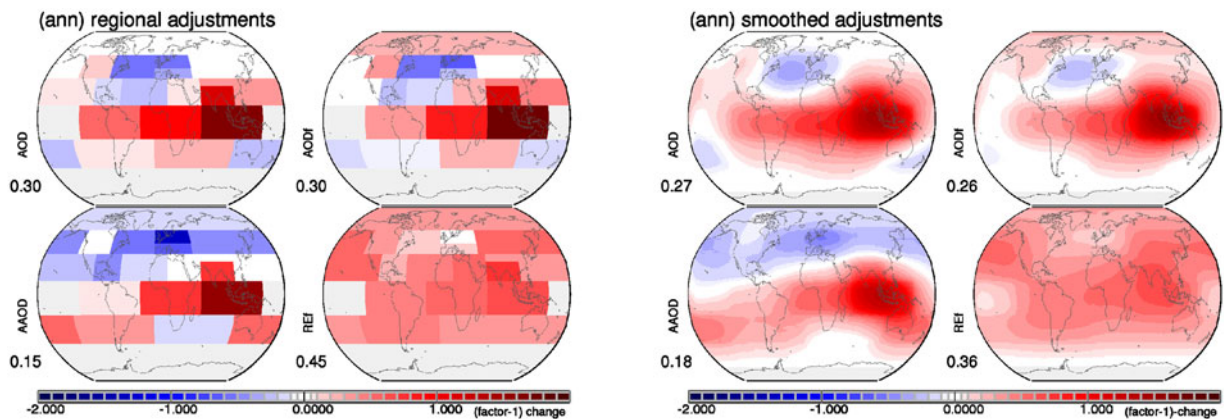 (ann) regional adjustments
AOD
0.30
AODf
0.30
AAOD
0.15
REf
0.45
-2.000 -1.000 0.0000 1.000 (factor-1) change
(ann) smoothed adjustments
AOD
0.27
AODf
0.26
AAOD
0.18
REf
0.36
-2.000 -1.000 0.0000 1.000 (factor-1)-change